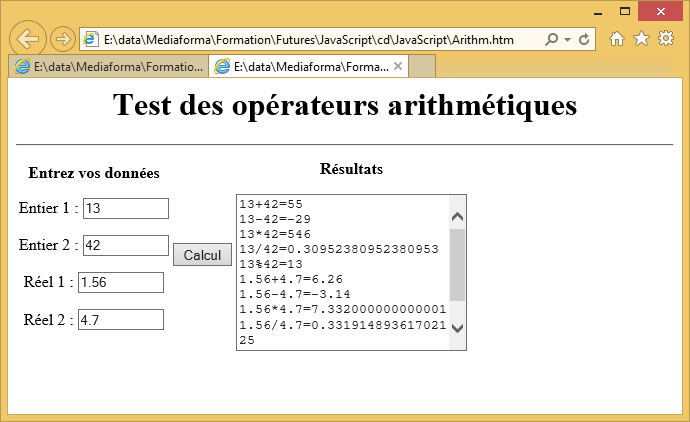 E:\data\Mediaforma\Formation\Futures\JavaScript\cd\JavaScript\Arithm.htm
E:\data\Mediaforma\Formatio...
E:\data\Mediaforma\Forma...
Test des opérateurs arithmétiques
Entrez vos données
Résultats
Entier 1 : 13
Entier 2 : 42
Réel 1 : 1.56
Réel 2 : 4.7
Calcul
13+42=55
13-42=-29
13*42=546
13/42=0.30952380952380953
13%42=13
1.56+4.7=6.26
1.56-4.7=-3.14
1.56*4.7=7.332000000000001
1.56/4.7=0.331914893617021
25